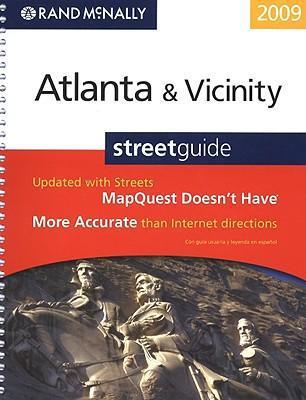 RAND McNALLY
2009
Atlanta & Vicinity
streetguide
Updated with Streets
MapQuest Doesn't Have
More Accurate than Internet directions
Con guía usuaria y leyenda en español